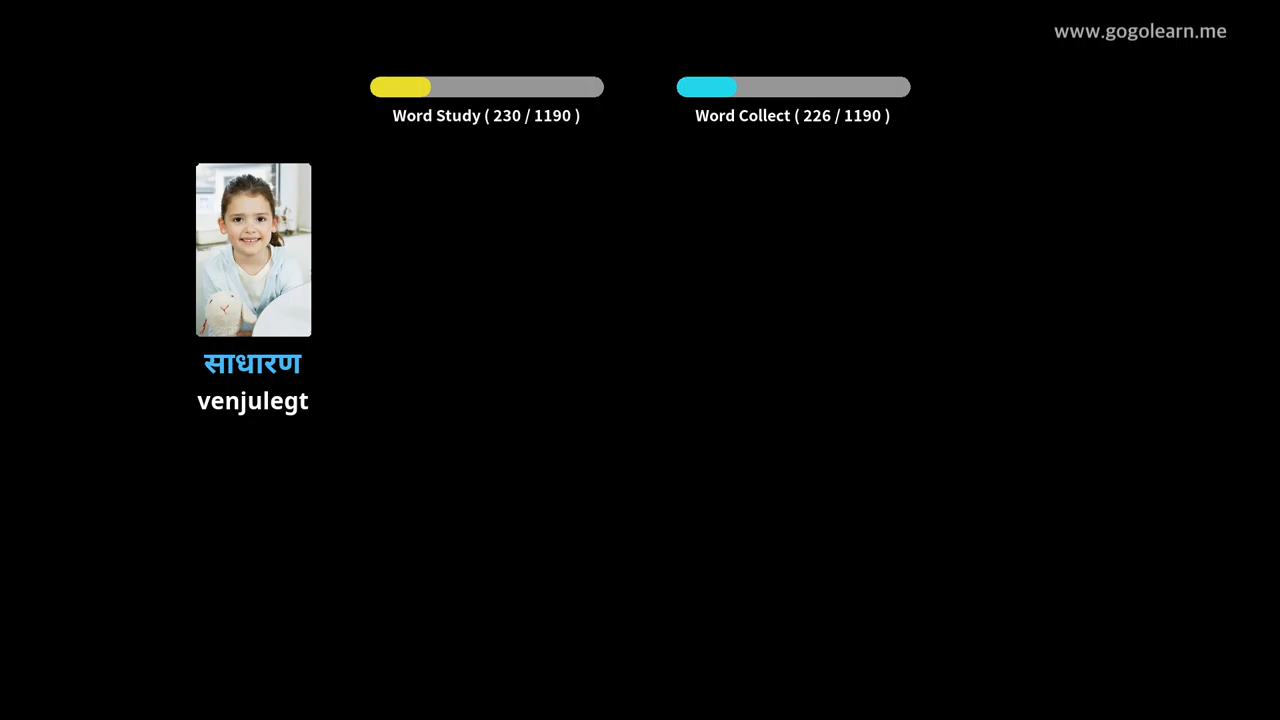 www.gogolearn.me
Word Study ( 230 / 1190 )
Word Collect ( 226 / 1190 )
साधारण
venjulegt